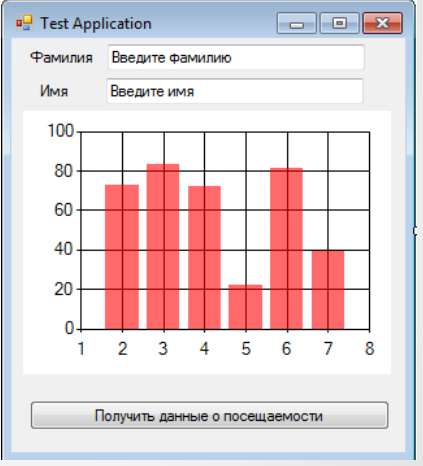 Test Application
Фамилия Введите фамилию
Имя Введите имя
100
80
60
40
20
0
1 2 3 4 5 6 7 8
Получить данные о посещаемости